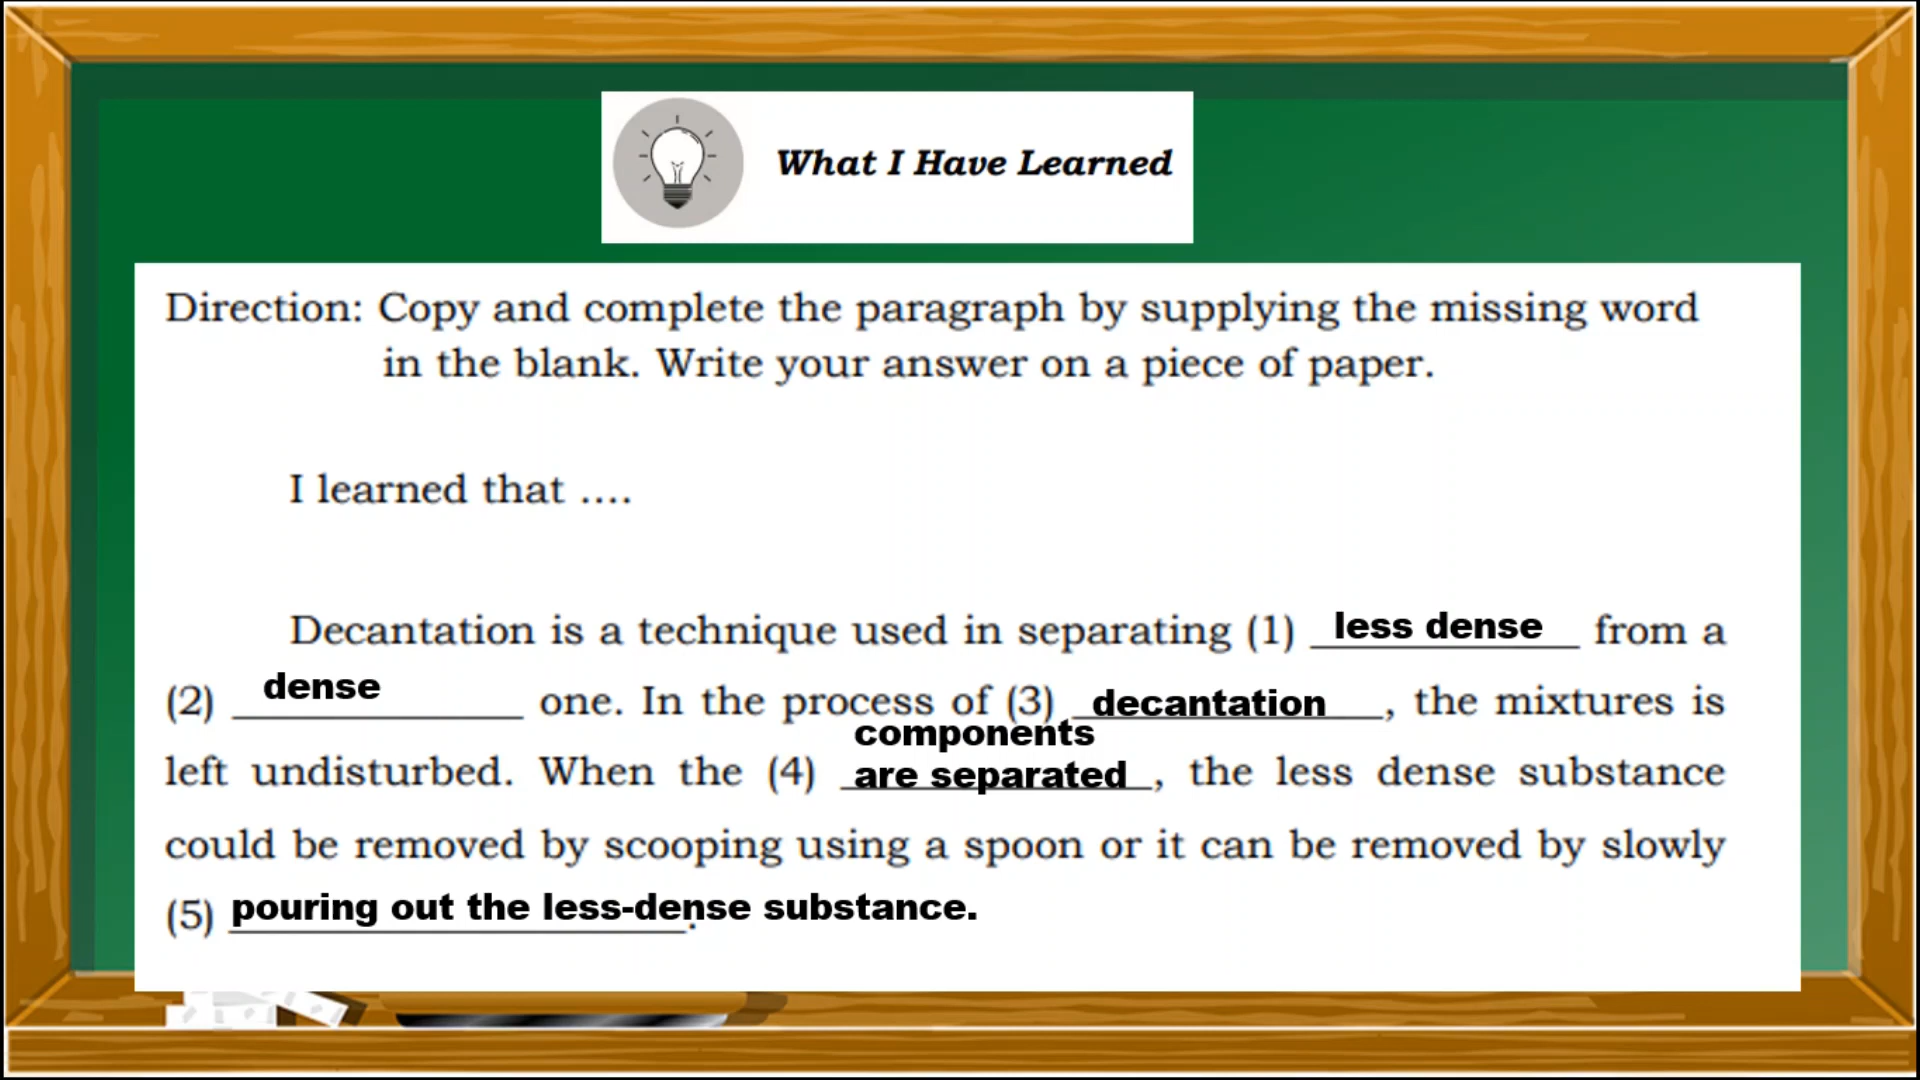 What I Have Learned
Direction: Copy and complete the paragraph by supplying the missing word
in the blank. Write your answer on a piece of paper.
I learned that ....
Decantation is a technique used in separating (1) less dense from a
(2) dense one. In the process of (3) decantation, the mixtures is
components
left undisturbed. When the (4) are separated, the less dense substance
could be removed by scooping using a spoon or it can be removed by slowly
(5) pouring out the less-dense substance..